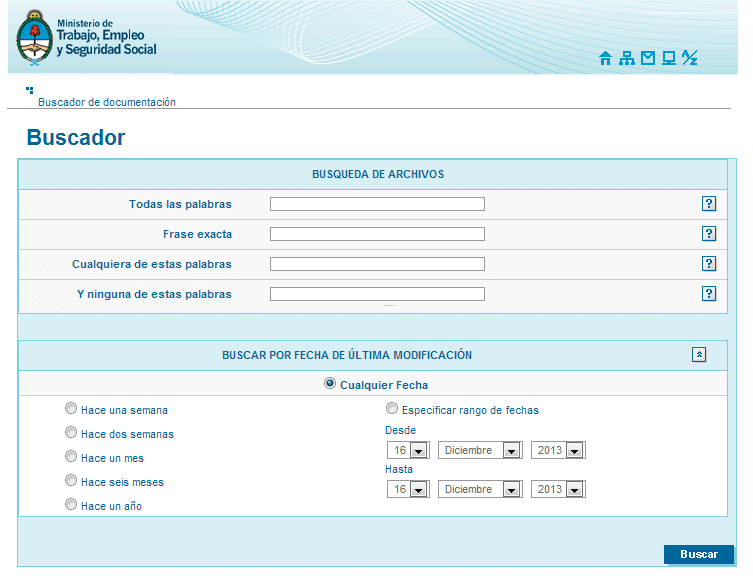 Ministerio de
Trabajo, Empleo
y Seguridad Social
A/Z
Buscador de documentación
Buscador
BUSQUEDA DE ARCHIVOS
Todas las palabras ?
Frase exacta ?
Cualquiera de estas palabras ?
Y ninguna de estas palabras ?
BUSCAR POR FECHA DE ÚLTIMA MODIFICACIÓN
Cualquier Fecha
Hace una semana
Hace dos semanas
Hace un mes
Hace seis meses
Hace un año
Especificar rango de fechas
Desde
16 Diciembre 2013
Hasta
16 Diciembre 2013
Buscar